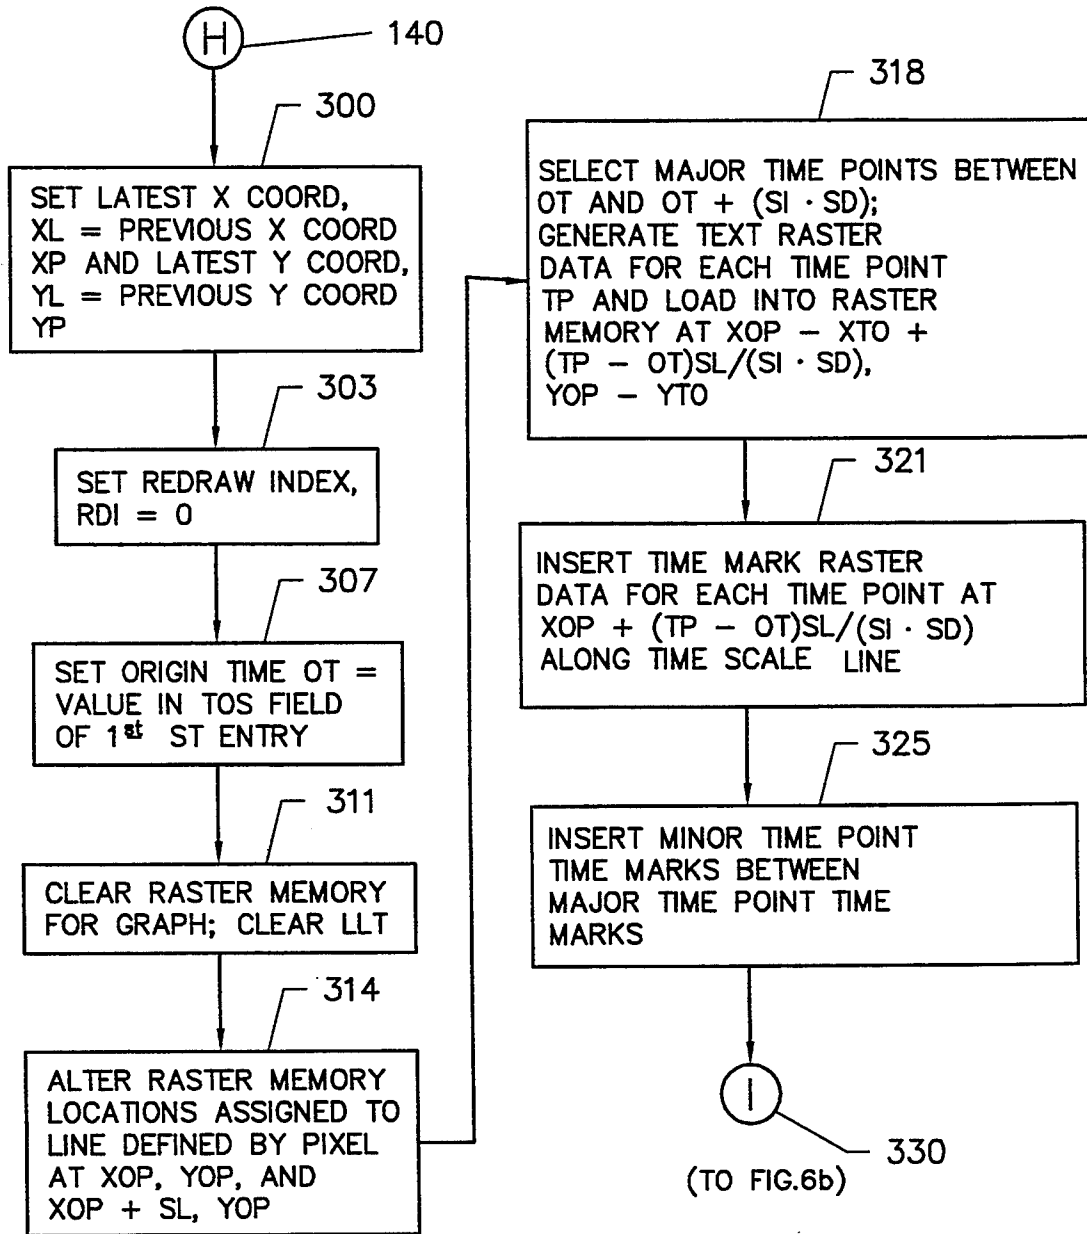 H
140
300
SET LATEST X COORD,
XL = PREVIOUS X COORD
XP AND LATEST Y COORD,
YL = PREVIOUS Y COORD
YP
303
SET REDRAW INDEX,
RDI = 0
307
SET ORIGIN TIME OT =
VALUE IN TOS FIELD
OF 1st ST ENTRY
311
CLEAR RASTER MEMORY
FOR GRAPH; CLEAR LLT
314
ALTER RASTER MEMORY
LOCATIONS ASSIGNED TO
LINE DEFINED BY PIXEL
AT XOP, YOP, AND
XOP + SL, YOP
318
SELECT MAJOR TIME POINTS BETWEEN
OT AND OT + (SI · SD);
GENERATE TEXT RASTER
DATA FOR EACH TIME POINT
TP AND LOAD INTO RASTER
MEMORY AT XOP – XTO +
(TP – OT)SL/(SI · SD),
YOP – YTO
321
INSERT TIME MARK RASTER
DATA FOR EACH TIME POINT AT
XOP + (TP – OT)SL/(SI · SD)
ALONG TIME SCALE LINE
325
INSERT MINOR TIME POINT
TIME MARKS BETWEEN
MAJOR TIME POINT TIME
MARKS
I
330
(TO FIG.6b)